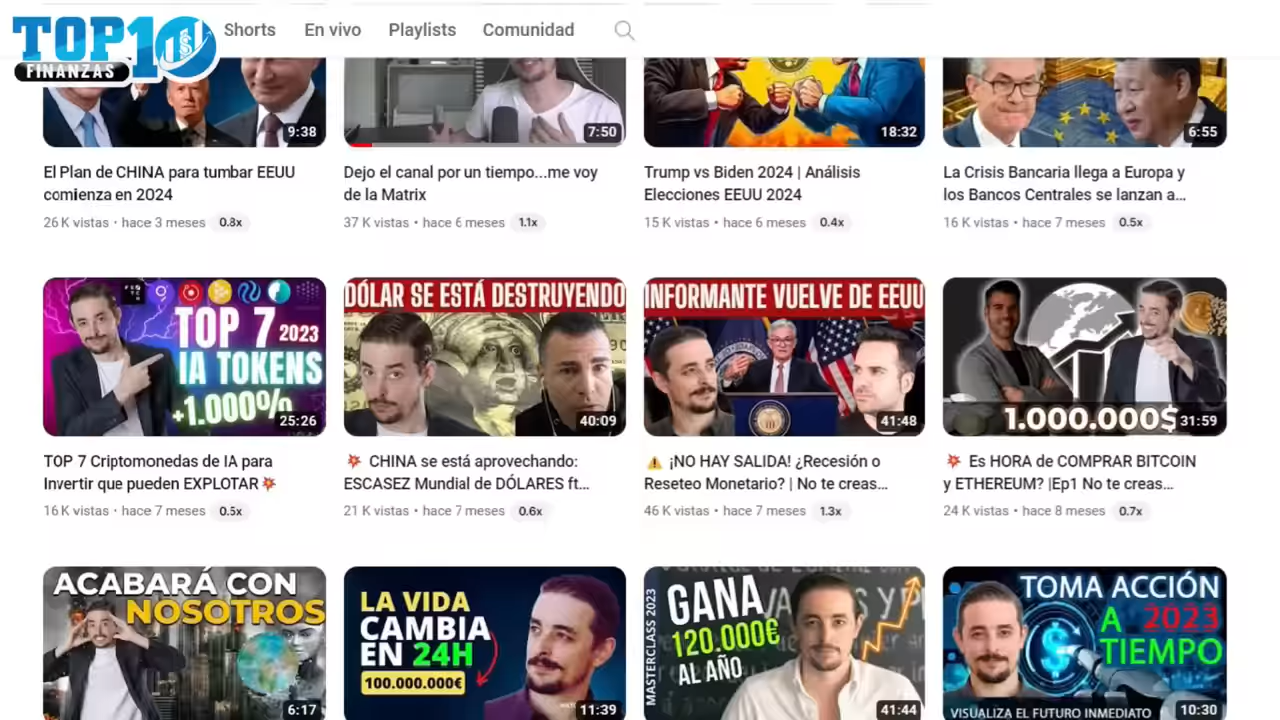 TOP10
FINANZAS
Shorts
En vivo
Playlists
Comunidad
9:38
7:50
18:32
6:55
El Plan de CHINA para tumbar EEUU
comienza en 2024
26 K vistas • hace 3 meses 0.8x
Dejo el canal por un tiempo...me voy
de la Matrix
37 K vistas • hace 6 meses 1.1x
Trump vs Biden 2024 | Análisis
Elecciones EEUU 2024
15 K vistas • hace 6 meses 0.4x
La Crisis Bancaria llega a Europa y
los Bancos Centrales se lanzan a...
16 K vistas • hace 7 meses 0.5x
TOP 7 2023
IA TOKENS
+1.000%
25:26
DÓLAR SE ESTÁ DESTRUYENDO
40:09
INFORMANTE VUELVE DE EEUU
41:48
1.000.000$
31:59
TOP 7 Criptomonedas de IA para
Invertir que pueden EXPLOTAR💥
16 K vistas • hace 7 meses 0.5x
💥 CHINA se está aprovechando:
ESCASEZ Mundial de DÓLARES ft...
21 K vistas • hace 7 meses 0.6x
⚠️ ¡NO HAY SALIDA! ¿Recesión o
Reseteo Monetario? | No te creas...
46 K vistas • hace 7 meses 1.3x
💥 Es HORA de COMPRAR BITCOIN
y ETHEREUM? |Ep1 No te creas...
24 K vistas • hace 8 meses 0.7x
ACABARÁ CON
NOSOTROS
6:17
LA VIDA
CAMBIA
EN 24H
100.000.000€
11:39
MASTERCLASS 2023
GANA
120.000€
AL AÑO
41:44
TOMA ACCIÓN
A 2023
TIEMPO
VISUALIZA EL FUTURO INMEDIATO
10:30